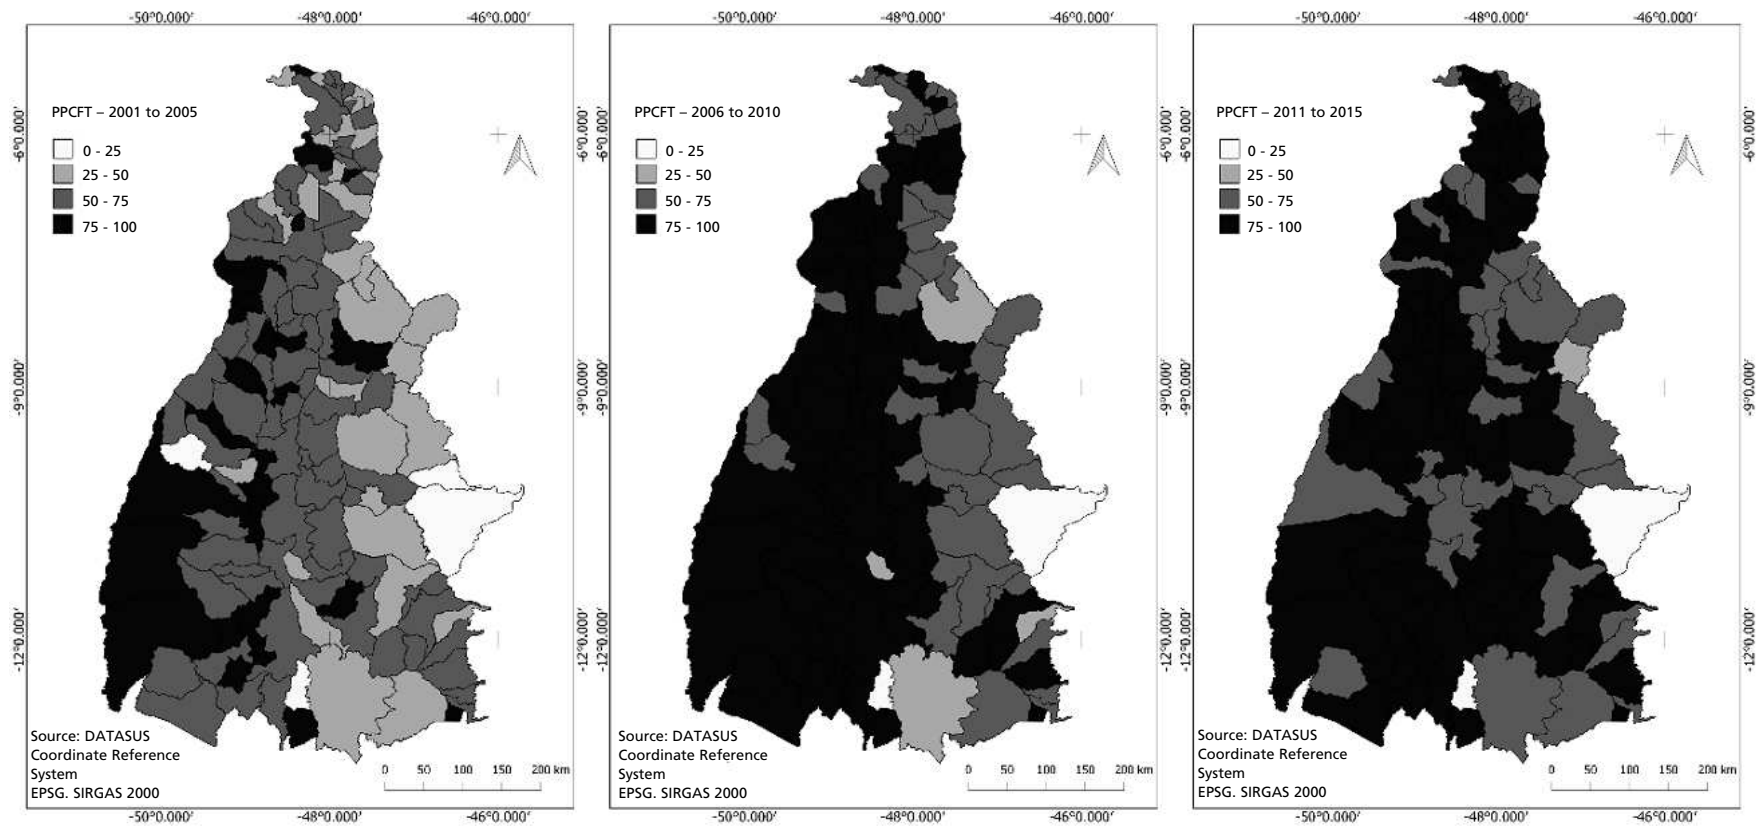 -50°0.000′ -48°0.000′ -46°0.000′
PPCFT – 2001 to 2005
0 - 25
25 - 50
50 - 75
75 - 100
-6°0.000′ -6°0.000′
-9°0.000′ -9°0.000′
-12°0.000′ -12°0.000′
Source: DATASUS
Coordinate Reference
System
EPSG. SIRGAS 2000
0 50 100 150 200 km
-50°0.000′ -48°0.000′ -46°0.000′
-50°0.000′ -48°0.000′ -46°0.000′
PPCFT – 2006 to 2010
0 - 25
25 - 50
50 - 75
75 - 100
-6°0.000′ -6°0.000′
-9°0.000′ -9°0.000′
-12°0.000′ -12°0.000′
Source: DATASUS
Coordinate Reference
System
EPSG. SIRGAS 2000
0 50 100 150 200 km
-50°0.000′ -48°0.000′ -46°0.000′
-50°0.000′ -48°0.000′ -46°0.000′
PPCFT – 2011 to 2015
0 - 25
25 - 50
50 - 75
75 - 100
-6°0.000′ -6°0.000′
-9°0.000′ -9°0.000′
-12°0.000′ -12°0.000′
Source: DATASUS
Coordinate Reference
System
EPSG. SIRGAS 2000
0 50 100 150 200 km
-50°0.000′ -48°0.000′ -46°0.000′